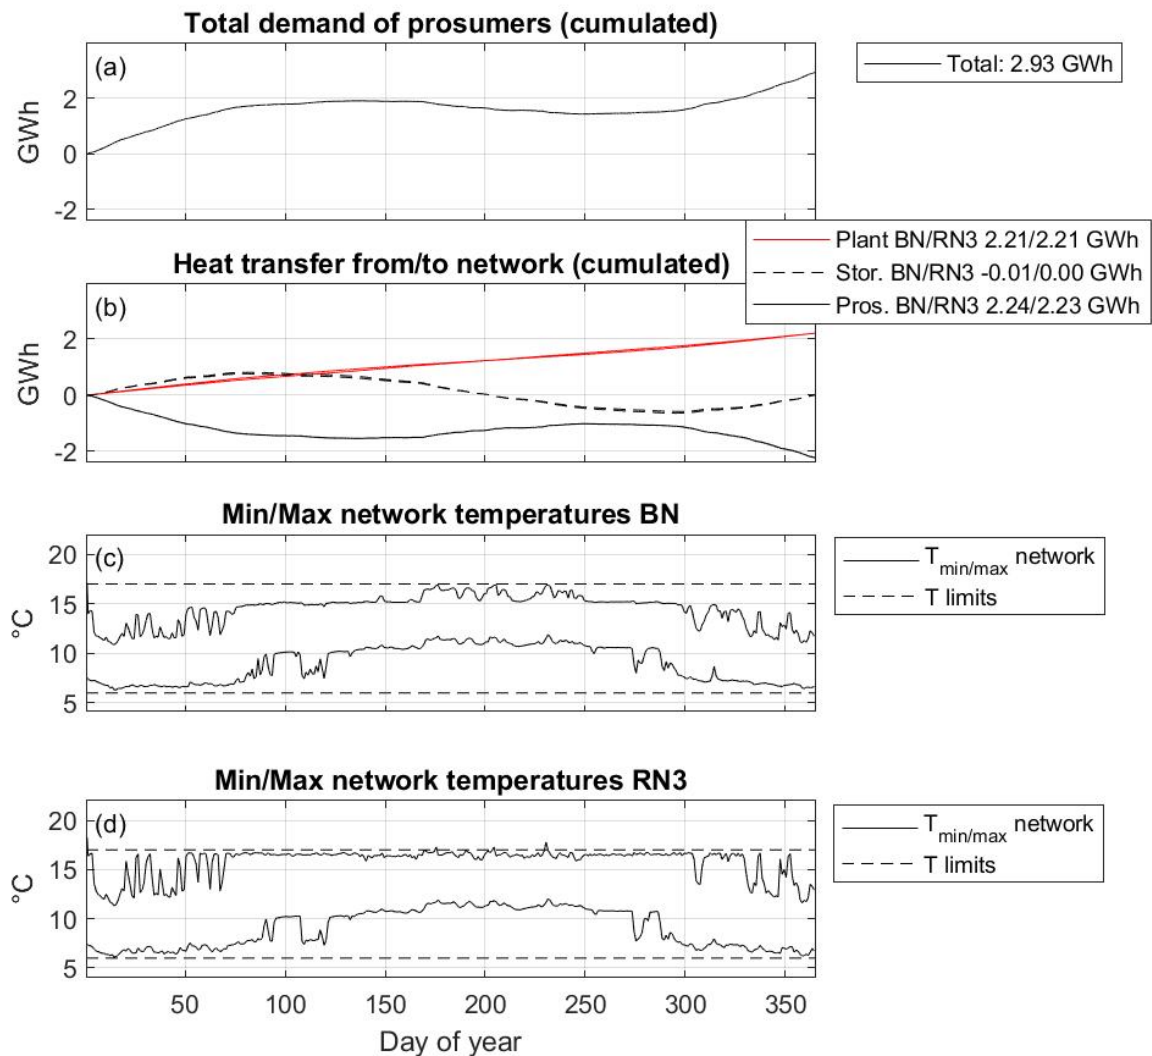 Total demand of prosumers (cumulated)
(a)
Total: 2.93 GWh
2
0
-2
GWh
Heat transfer from/to network (cumulated)
Plant BN/RN3 2.21/2.21 GWh
Stor. BN/RN3 -0.01/0.00 GWh
Pros. BN/RN3 2.24/2.23 GWh
(b)
2
0
-2
GWh
Min/Max network temperatures BN
(c)
20
15
10
5
°C
T_min/max network
T limits
Min/Max network temperatures RN3
(d)
20
15
10
5
°C
T_min/max network
T limits
50 100 150 200 250 300 350
Day of year